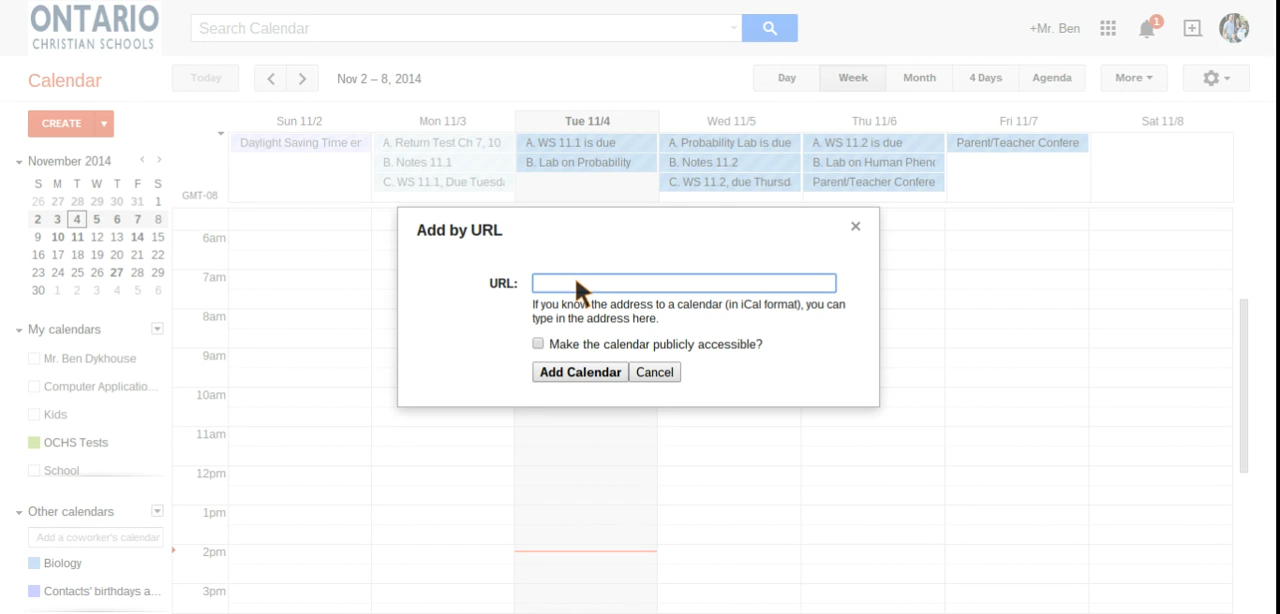 ONTARIO
CHRISTIAN SCHOOLS
Search Calendar
+Mr. Ben
1
Calendar
Today
Nov 2 – 8, 2014
Day
Week
Month
4 Days
Agenda
More
CREATE
Sun 11/2
Mon 11/3
Tue 11/4
Wed 11/5
Thu 11/6
Fri 11/7
Sat 11/8
Daylight Saving Time er
A. Return Test Ch 7, 10
A. WS 11.1 is due
A. Probability Lab is due
A. WS 11.2 is due
Parent/Teacher Confere
B. Notes 11.1
B. Lab on Probability
B. Notes 11.2
B. Lab on Human Phenc
C. WS 11.1, Due Tuesda
C. WS 11.2, due Thursd
Parent/Teacher Confere
GMT-08
November 2014
S M T W T F S
26 27 28 29 30 31 1
2 3 4 5 6 7 8
9 10 11 12 13 14 15
16 17 18 19 20 21 22
23 24 25 26 27 28 29
30 1 2 3 4 5 6
My calendars
Mr. Ben Dykhouse
Computer Applicatio...
Kids
OCHS Tests
School
Other calendars
Add a coworker's calendar
Biology
Contacts' birthdays a...
6am
7am
8am
9am
10am
11am
12pm
1pm
2pm
3pm
Add by URL
URL:
If you know the address to a calendar (in iCal format), you can
type in the address here.
Make the calendar publicly accessible?
Add Calendar
Cancel